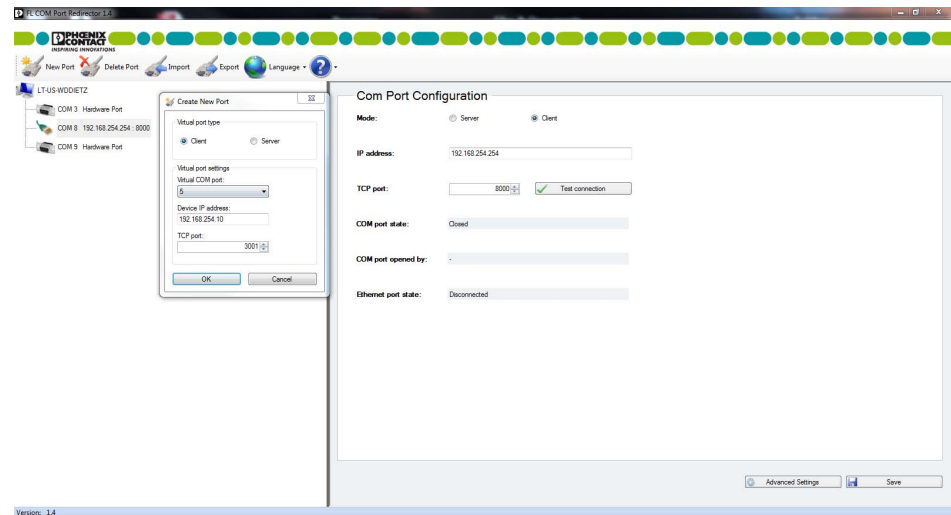 FL COM Port Redirector 1.4
PHOENIX
CONTACT
INSPIRING INNOVATIONS
New Port
Delete Port
Import
Export
Language
?
LT-US-WDDIETZ
COM 3 Hardware Port
COM 8 192.168.254.254 : 8000
COM 9 Hardware Port
Create New Port
Virtual port type
Client
Server
Virtual port settings
Virtual COM port:
5
Device IP address:
192.168.254.10
TCP port:
3001
OK
Cancel
Com Port Configuration
Mode:
Server
Client
IP address:
192.168.254.254
TCP port:
8000
Test connection
COM port state:
Closed
COM port opened by:
-
Ethernet port state:
Disconnected
Advanced Settings
Save
Version: 1.4